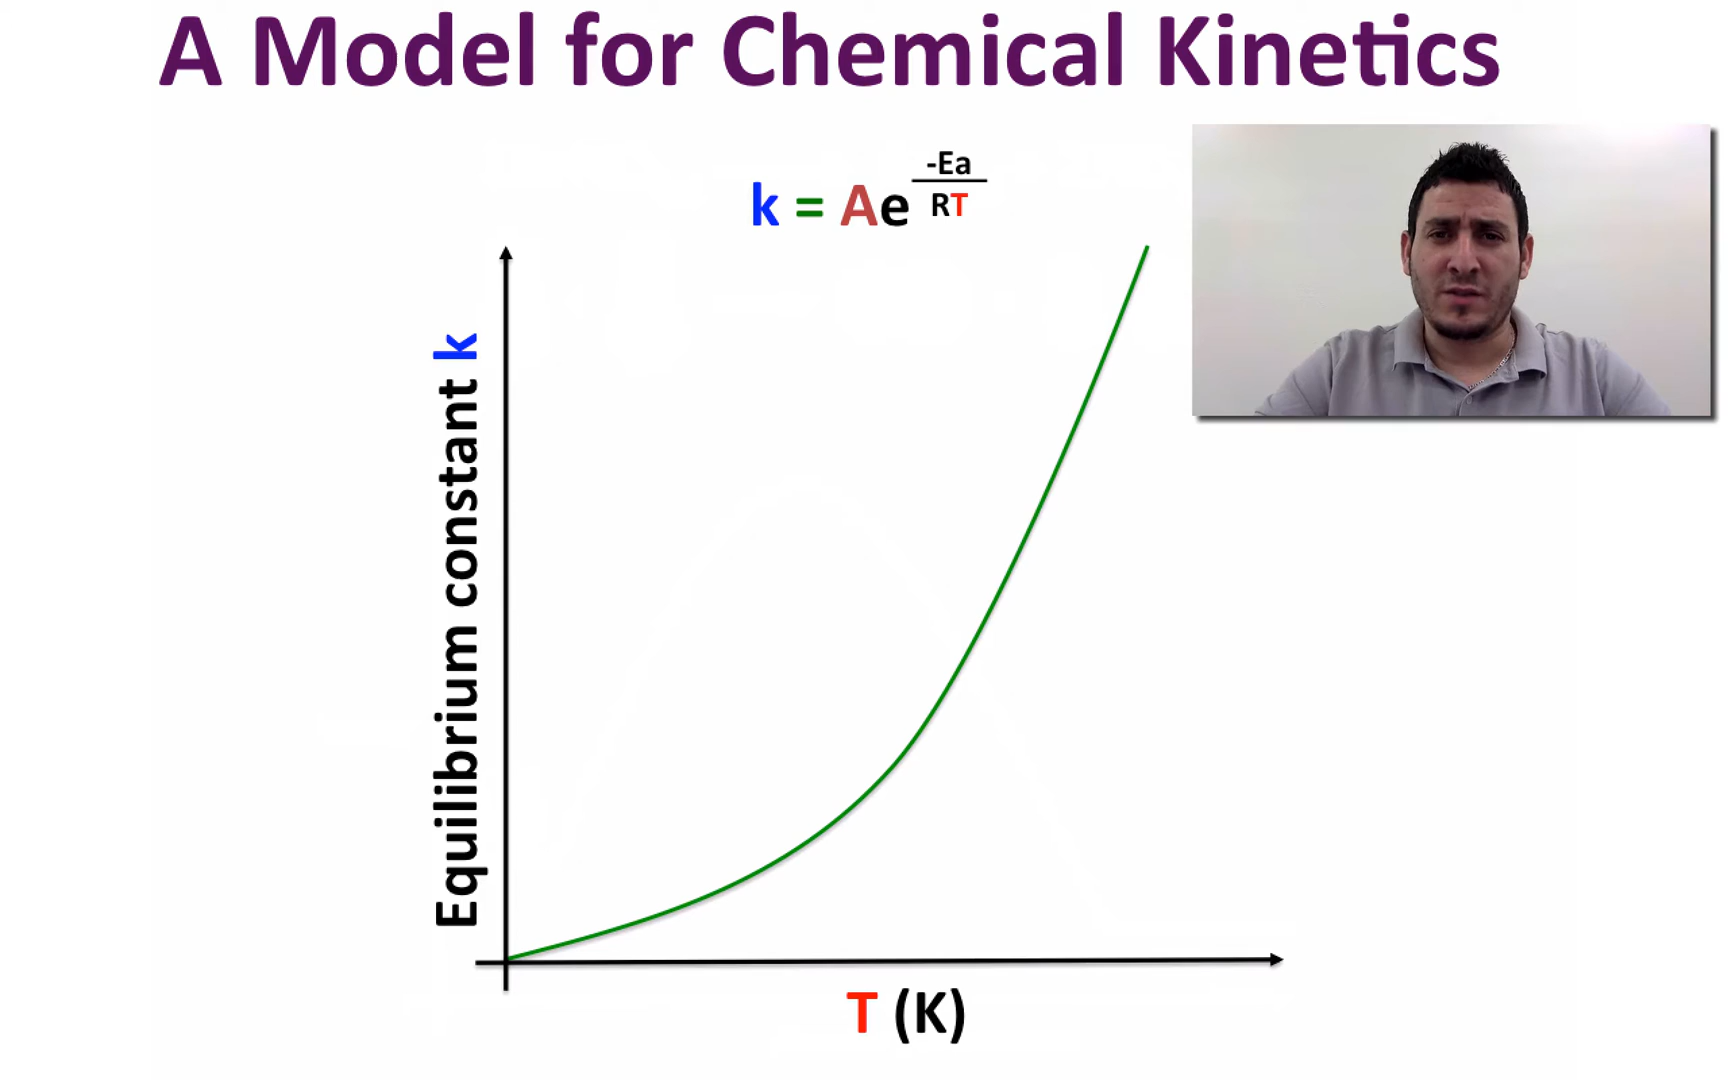 A Model for Chemical Kinetics
k = Ae
-Ea
RT
Equilibrium constant k
T (K)